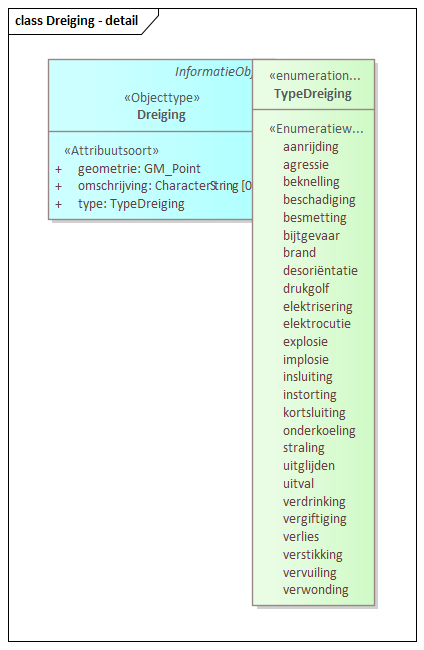 class Dreiging - detail
InformatieObj
«Objecttype»
Dreiging
«Attribuutsoort»
+ geometrie: GM_Point
+ omschrijving: CharacterString [0
+ type: TypeDreiging
«enumeration...
TypeDreiging
«Enumeratiew...
aanrijding
agressie
beknelling
beschadiging
besmetting
bijtgevaar
brand
desoriëntatie
drukgolf
elektrisering
elektrocutie
explosie
implosie
insluiting
instorting
kortsluiting
onderkoeling
straling
uitglijden
uitval
verdrinking
vergiftiging
verlies
verstikking
vervuiling
verwonding